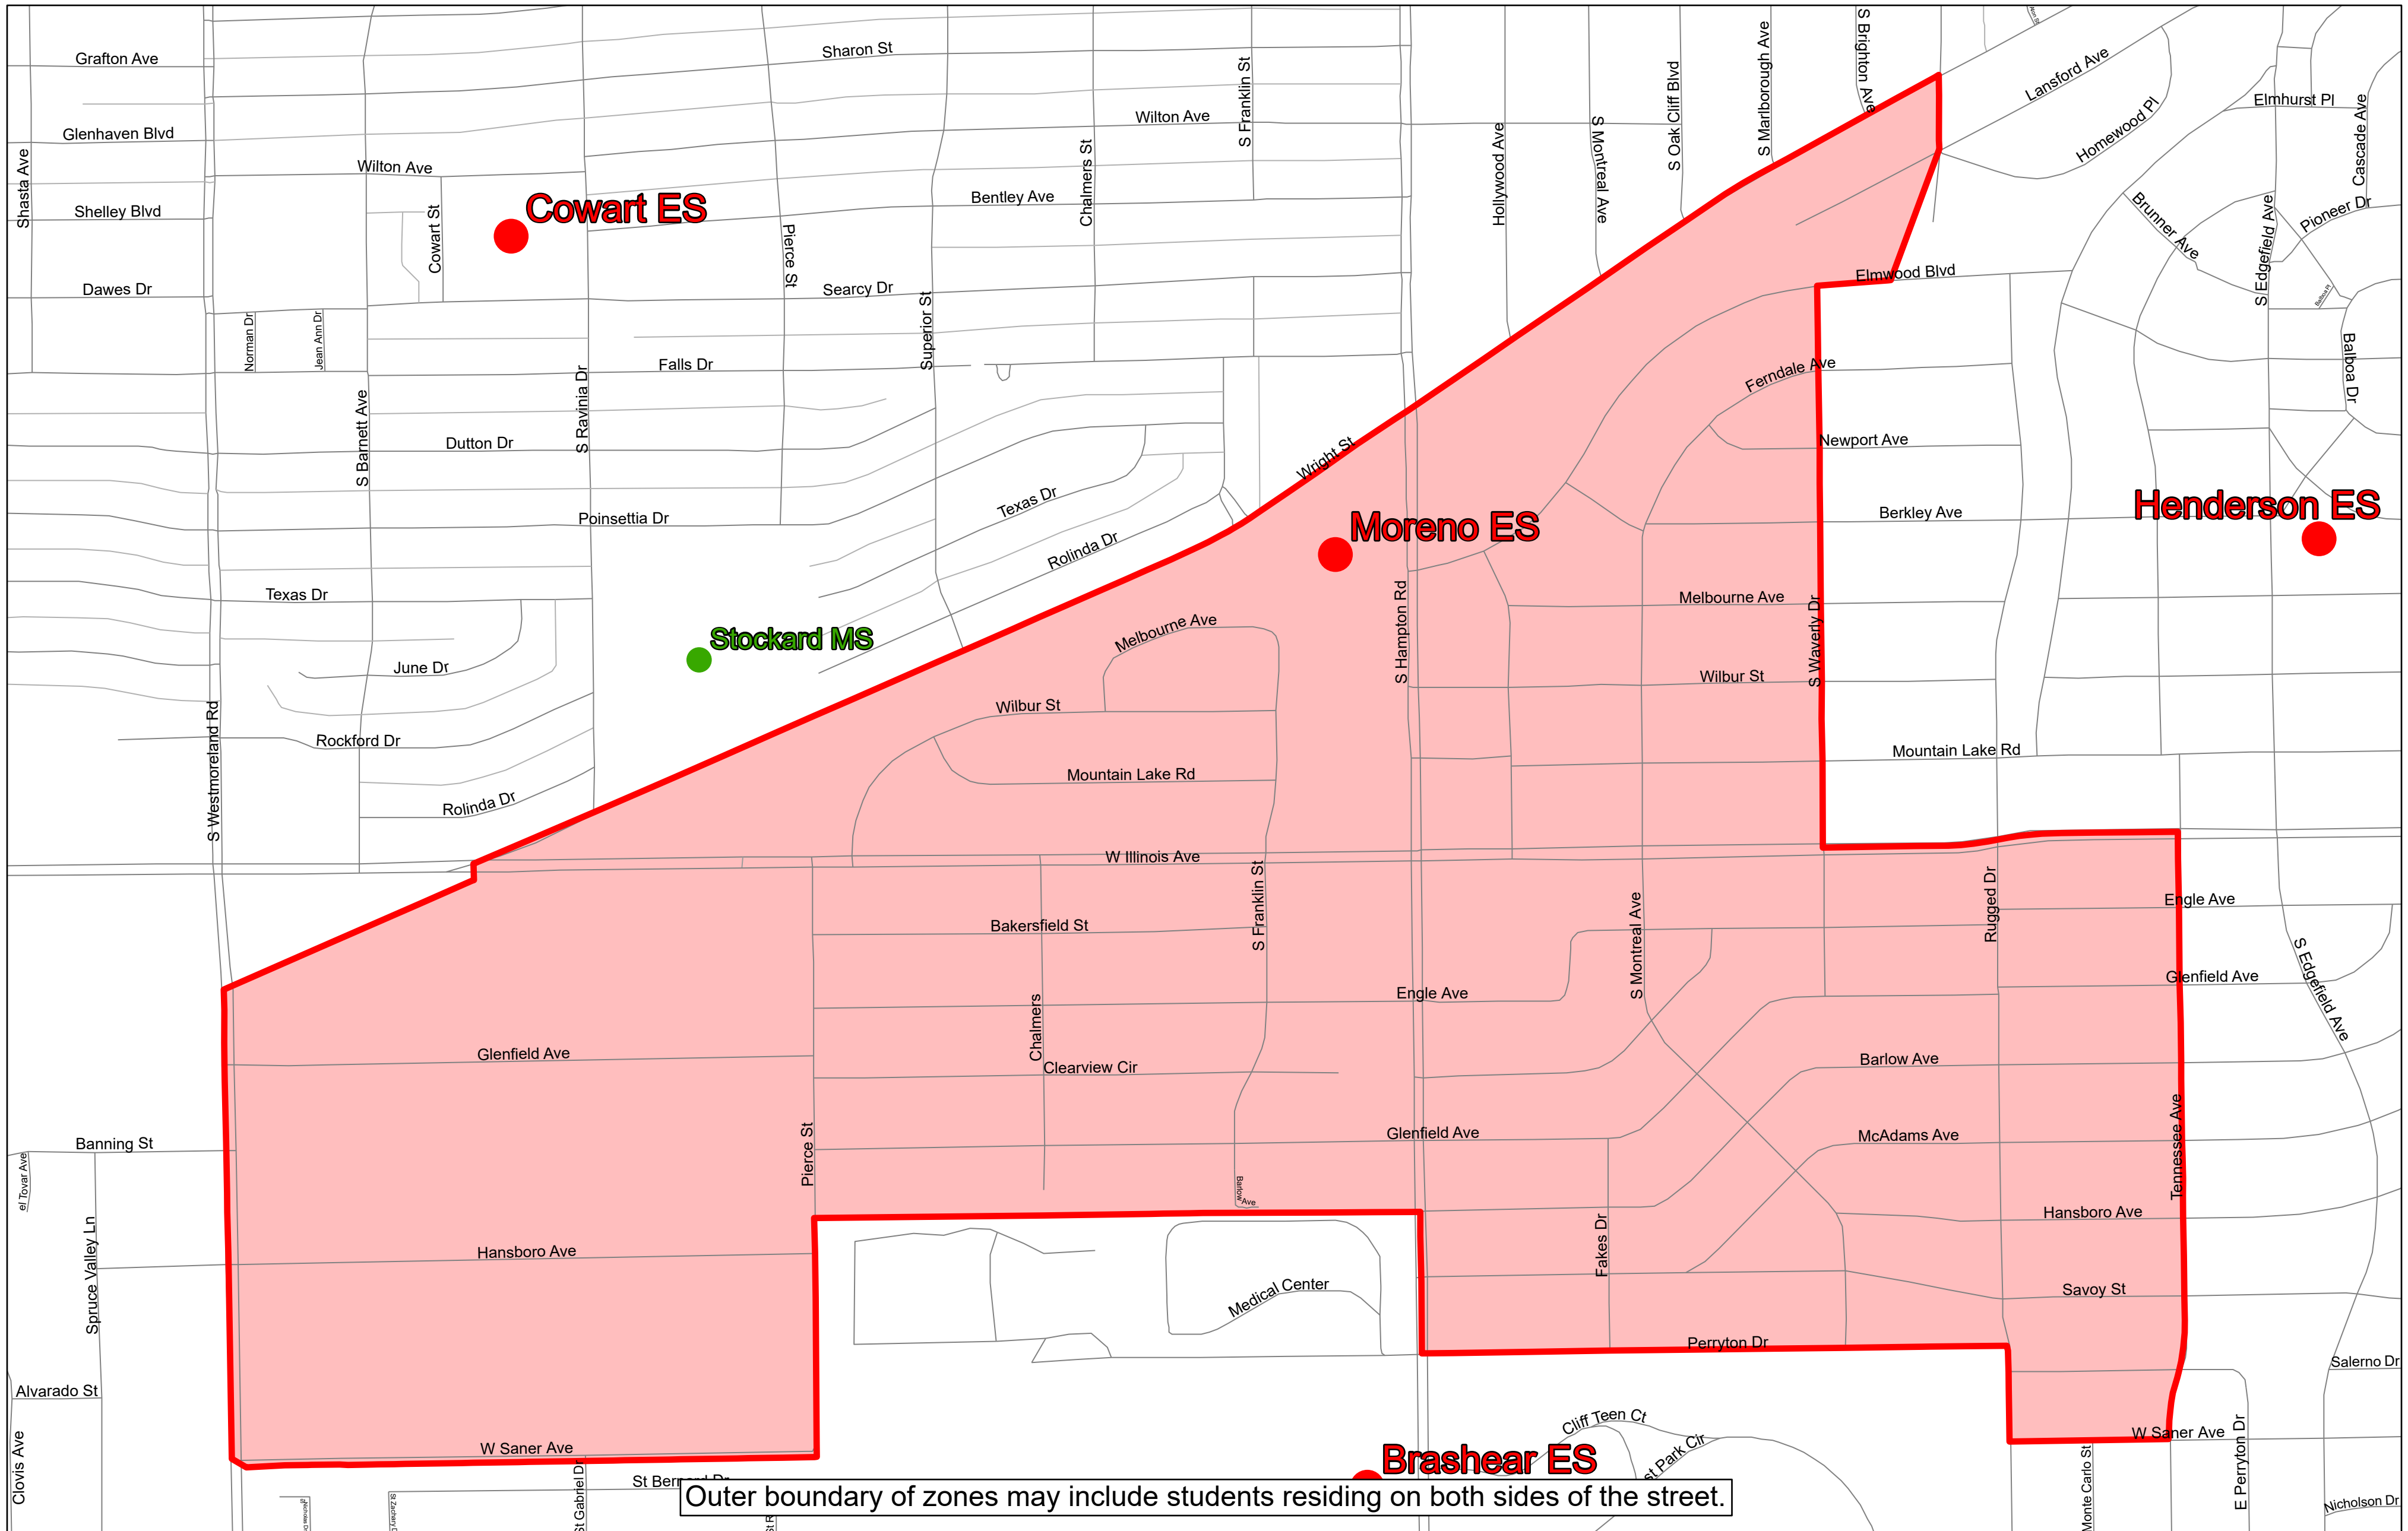 Grafton Ave
Sharon St
S Franklin St
S Brighton Ave
S Marlborough Ave
S Oak Cliff Blvd
Lansford Ave
Elmhurst Pl
Cascade Ave
Homewood Pl
Glenhaven Blvd
Wilton Ave
Wilton Ave
Shasta Ave
Shelley Blvd
Cowart St
Cowart ES
Bentley Ave
Chalmers St
Hollywood Ave
S Montreal Ave
Brunner Ave
Pioneer Dr
S Edgefield Ave
Pierce St
Dawes Dr
Searcy Dr
Superior St
Elmwood Blvd
Balboa Pl
Norman Dr
Jean Ann Dr
Falls Dr
Ferndale Ave
Balboa Dr
S Barnett Ave
S Ravinia Dr
Dutton Dr
Newport Ave
Wright St
Texas Dr
Poinsettia Dr
Moreno ES
Berkley Ave
Henderson ES
Rolinda Dr
Texas Dr
S Hampton Rd
Melbourne Ave
S Waverly Dr
Melbourne Ave
Stockard MS
June Dr
Wilbur St
Wilbur St
S Westmoreland Rd
Rockford Dr
Mountain Lake Rd
Mountain Lake Rd
Rolinda Dr
W Illinois Ave
S Franklin St
S Montreal Ave
Rugged Dr
Engle Ave
Bakersfield St
S Edgefield Ave
Glenfield Ave
Engle Ave
Chalmers
Glenfield Ave
Clearview Cir
Barlow Ave
Pierce St
Banning St
Glenfield Ave
McAdams Ave
Tennessee Ave
el Tovar Ave
Barlow Ave
Spruce Valley Ln
Hansboro Ave
Hansboro Ave
Fakes Dr
Medical Center
Savoy St
Perryton Dr
Salerno Dr
Alvarado St
Clovis Ave
Cliff Teen Ct
W Saner Ave
W Saner Ave
E Perryton Dr
Brashear ES
st Park Cir
St Gabriel Dr
Monte Carlo St
Nicholson Dr
Outer boundary of zones may include students residing on both sides of the street.